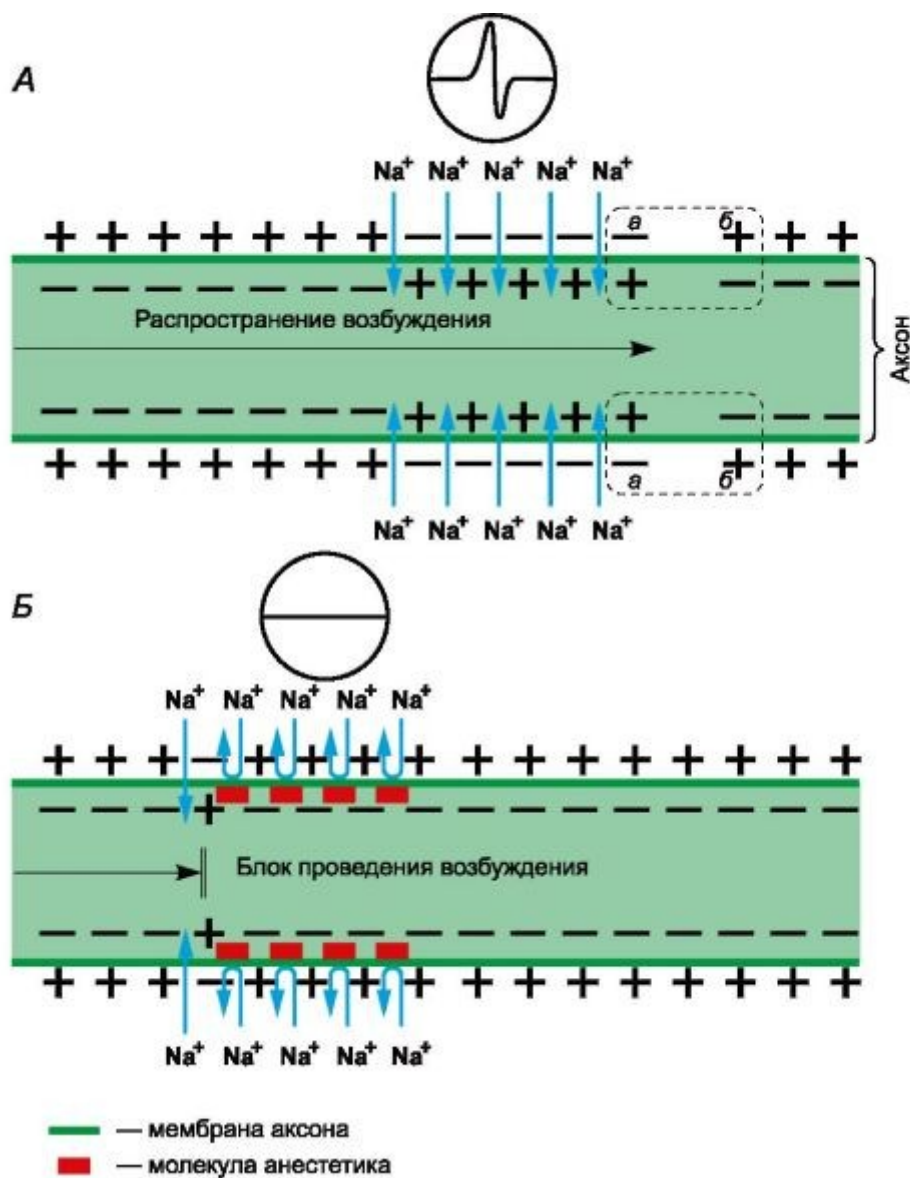 А
Na+ Na+ Na+ Na+ Na+
а б
Распространение возбуждения
Аксон
а б
Na+ Na+ Na+ Na+ Na+
Б
Na+ Na+ Na+ Na+ Na+
Блок проведения возбуждения
Na+ Na+ Na+ Na+ Na+
— мембрана аксона
— молекула анестетика